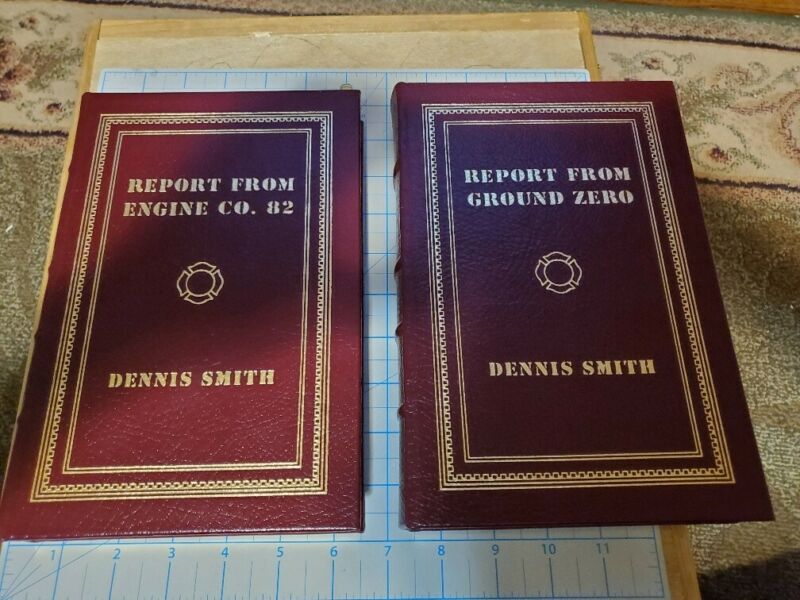 REPORT FROM
ENGINE CO. 82
DENNIS SMITH
REPORT FROM
GROUND ZERO
DENNIS SMITH
1 2 3 4 5 6 7 8 9 10 11